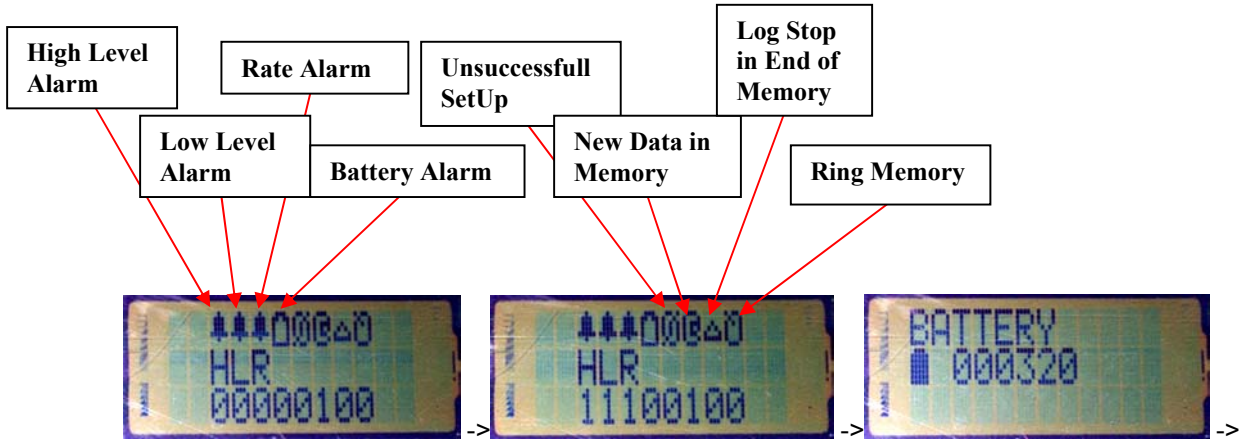 High Level
Alarm
Rate Alarm
Low Level
Alarm
Battery Alarm
Unsuccessfull
SetUp
New Data in
Memory
Log Stop
in End of
Memory
Ring Memory
HLR
00000100
->
HLR
11100100
->
BATTERY
000320
->